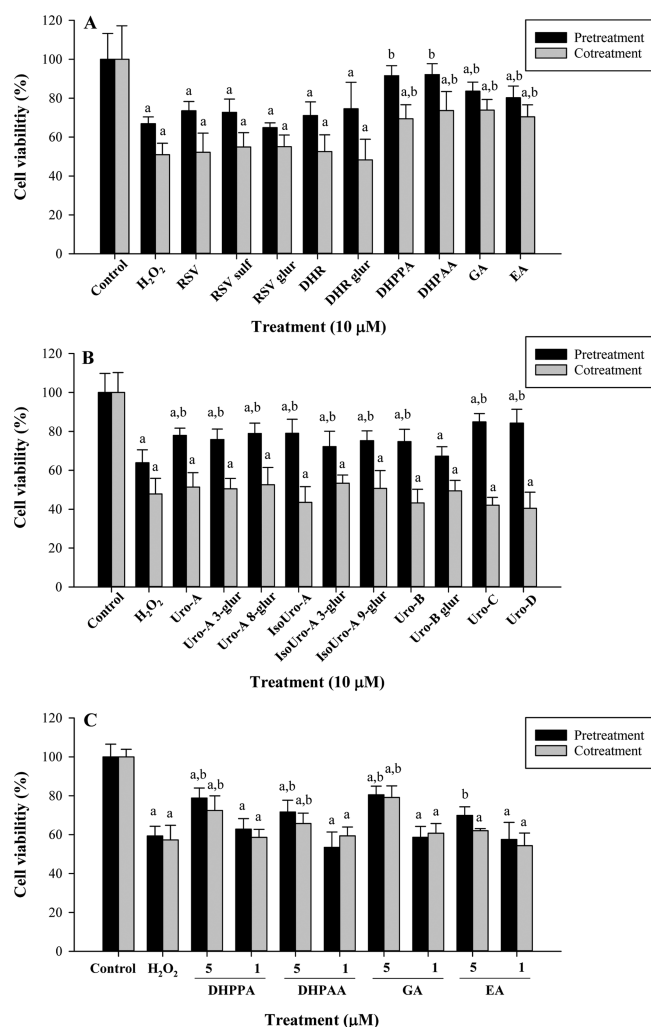 A
Pretreatment
Cotreatment
Cell viabilitiy (%)
120
100
80
60
40
20
0
a a a a a a a a a a a a b a,b b a,b a,b a,b a,b a,b
Control H₂O₂ RSV RSV sulf RSV glur DHR DHR glur DHPPA DHPAA GA EA
Treatment (10 μM)
B
Pretreatment
Cotreatment
Cell viabilitiy (%)
120
100
80
60
40
20
0
a a a,b a a,b a a,b a a,b a a,b a a,b a a,b a a a a,b a a,b a
Control H₂O₂ Uro-A Uro-A 3-glur Uro-A 8-glur IsoUro-A IsoUro-A 3-glur IsoUro-A 9-glur Uro-B Uro-B glur Uro-C Uro-D
Treatment (10 μM)
C
Pretreatment
Cotreatment
Cell viabilitiy (%)
120
100
80
60
40
20
0
a a a,b a,b a a a,b a,b a a a,b a,b a a b a a a
Control H₂O₂ 5 1 5 1 5 1 5 1
DHPPA DHPAA GA EA
Treatment (μM)